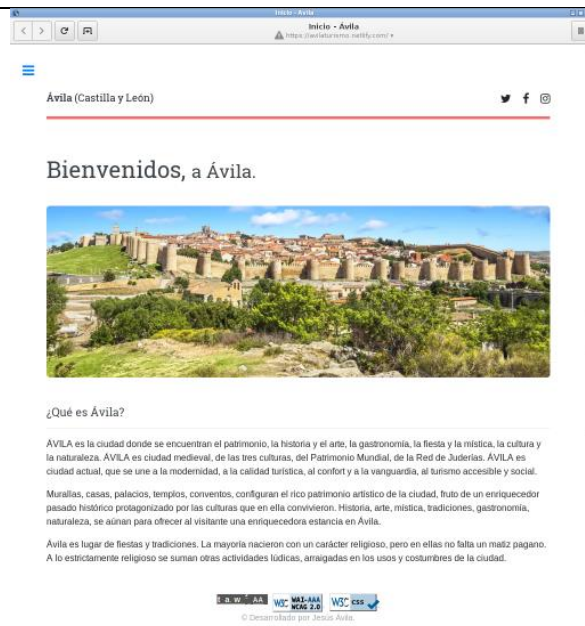 Inicio - Ávila
Inicio - Ávila
https://avilaturismo.netlify.com/
Ávila (Castilla y León)
Bienvenidos, a Ávila.
¿Qué es Ávila?
ÁVILA es la ciudad donde se encuentran el patrimonio, la historia y el arte, la gastronomía, la fiesta y la mística, la cultura y
la naturaleza. ÁVILA es ciudad medieval, de las tres culturas, del Patrimonio Mundial, de la Red de Juderías. ÁVILA es
ciudad actual, que se une a la modernidad, a la calidad turística, al confort y a la vanguardia, al turismo accesible y social.
Murallas, casas, palacios, templos, conventos, configuran el rico patrimonio artístico de la ciudad, fruto de un enriquecedor
pasado histórico protagonizado por las culturas que en ella convivieron. Historia, arte, mística, tradiciones, gastronomía,
naturaleza, se aúnan para ofrecer al visitante una enriquecedora estancia en Ávila.
Ávila es lugar de fiestas y tradiciones. La mayoría nacieron con un carácter religioso, pero en ellas no falta un matiz pagano.
A lo estrictamente religioso se suman otras actividades lúdicas, arraigadas en los usos y costumbres de la ciudad.
t a w AA W3C WAI-AAA WCAG 2.0 W3C css
© Desarrollado por Jesús Ávila.